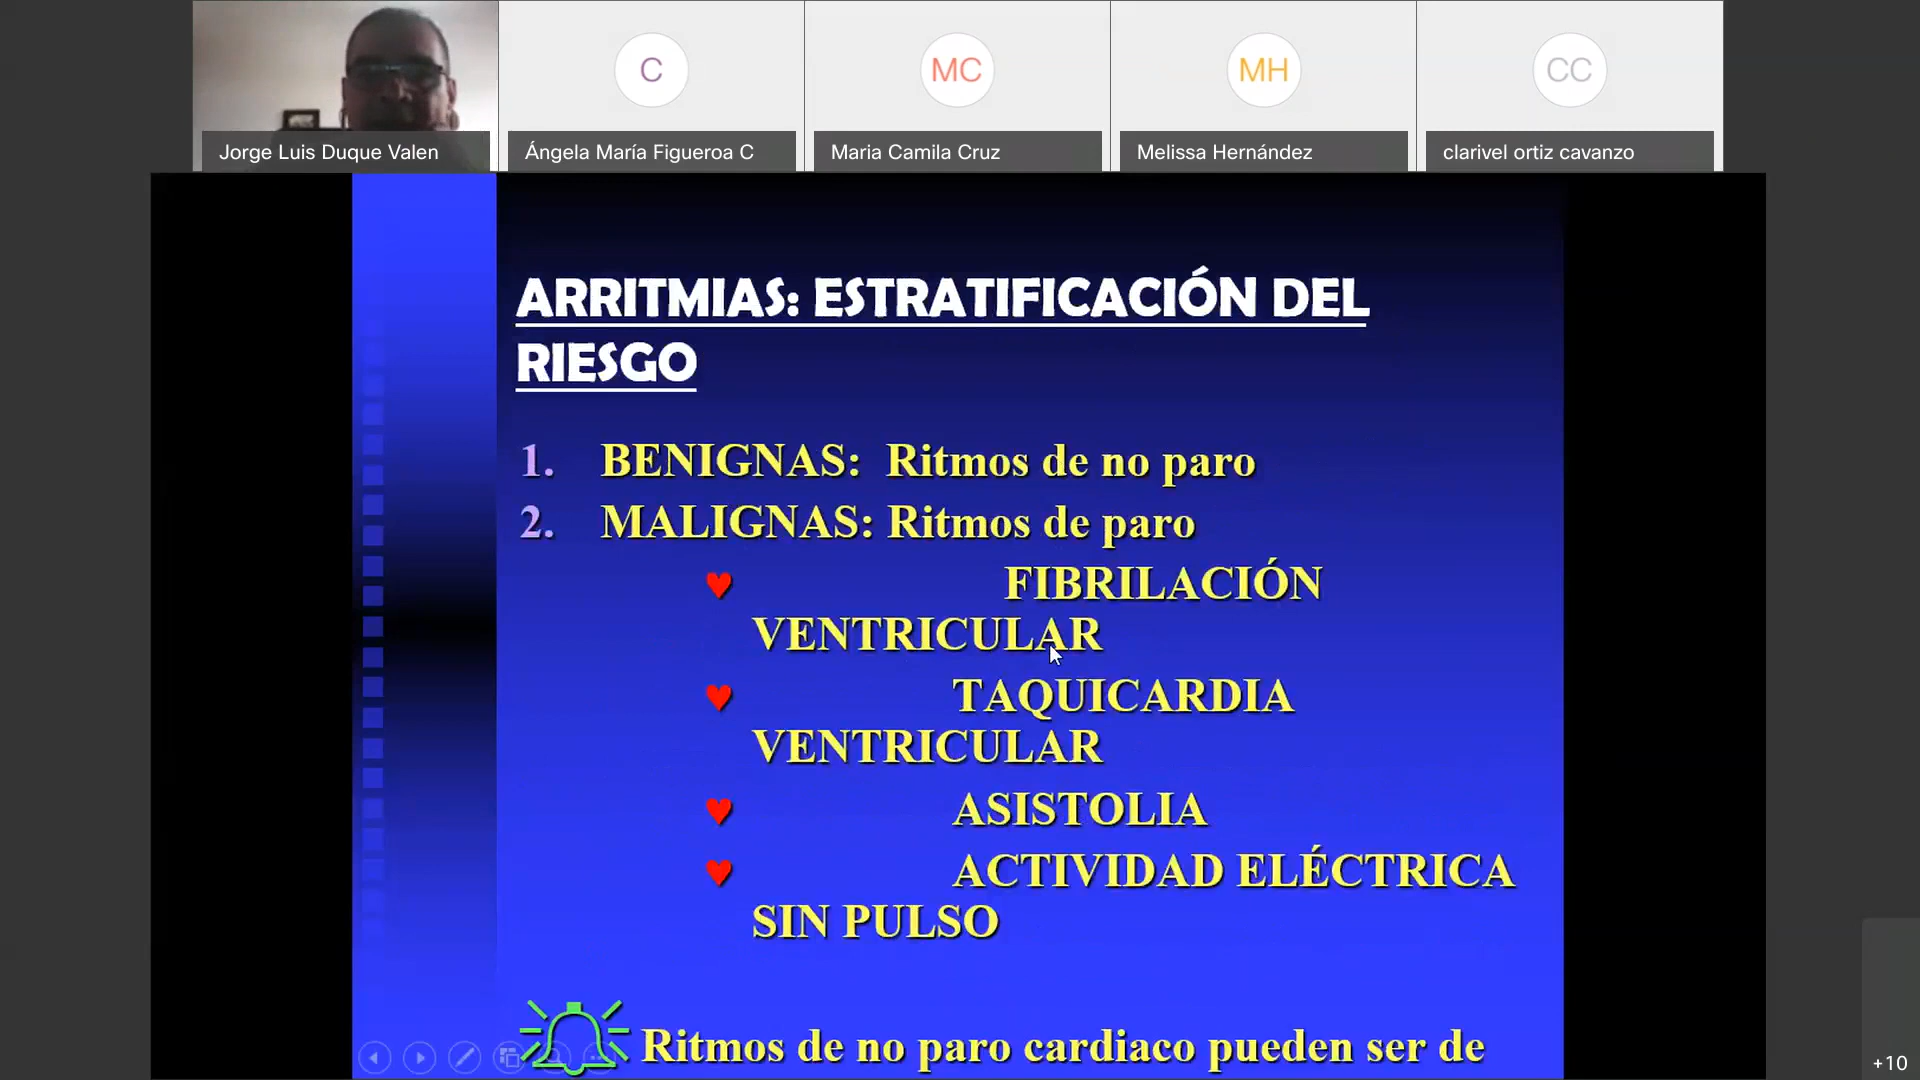 C
MC
MH
CC
Jorge Luis Duque Valen
Ángela María Figueroa C
Maria Camila Cruz
Melissa Hernández
clarivel ortiz cavanzo
ARRITMIAS: ESTRATIFICACIÓN DEL
RIESGO
1. BENIGNAS: Ritmos de no paro
2. MALIGNAS: Ritmos de paro
♥ FIBRILACIÓN
VENTRICULAR
♥ TAQUICARDIA
VENTRICULAR
♥ ASISTOLIA
♥ ACTIVIDAD ELÉCTRICA
SIN PULSO
Ritmos de no paro cardiaco pueden ser de
+10